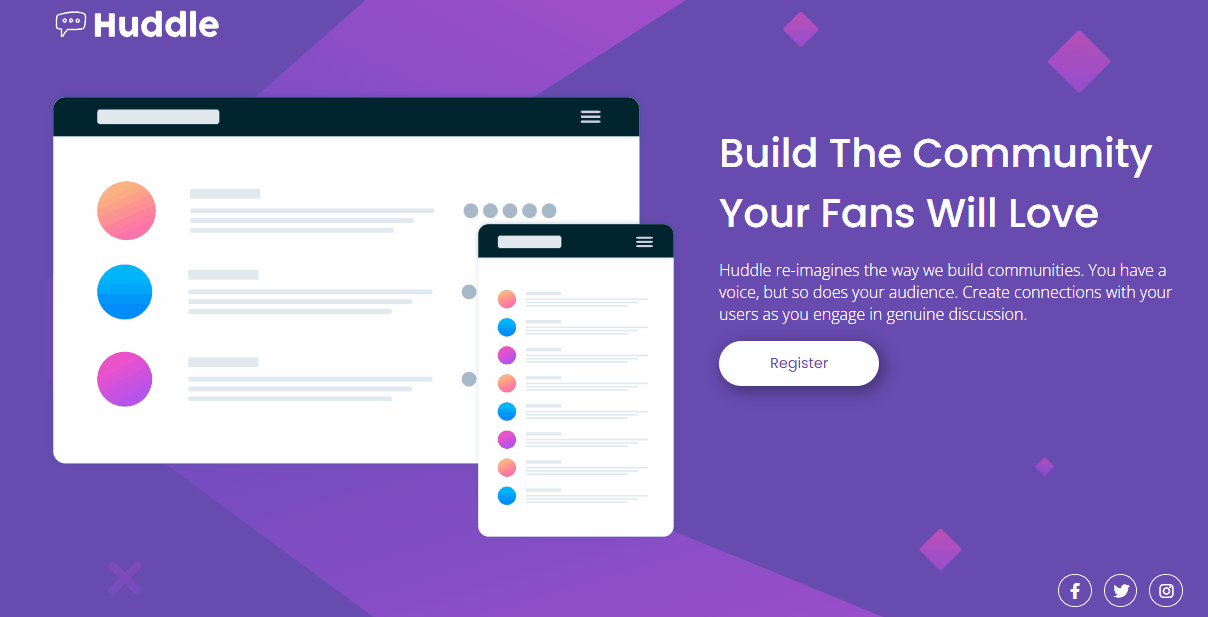 Huddle
Build The Community
Your Fans Will Love
Huddle re-imagines the way we build communities. You have a
voice, but so does your audience. Create connections with your
users as you engage in genuine discussion.
Register